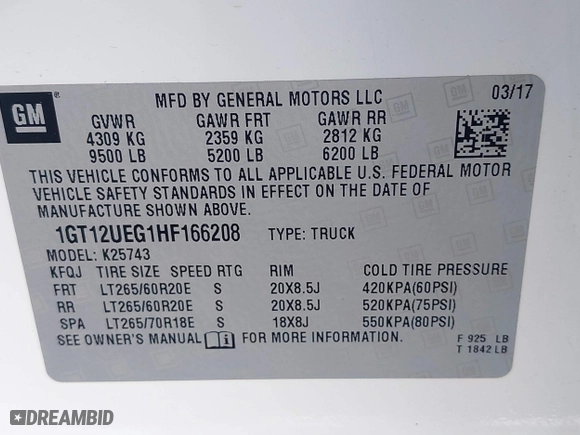 MFD BY GENERAL MOTORS LLC 03/17
GM
GVWR GAWR FRT GAWR RR
4309 KG 2359 KG 2812 KG
9500 LB 5200 LB 6200 LB
THIS VEHICLE CONFORMS TO ALL APPLICABLE U.S. FEDERAL MOTOR
VEHICLE SAFETY STANDARDS IN EFFECT ON THE DATE OF
MANUFACTURE SHOWN ABOVE.
1GT12UEG1HF166208 TYPE: TRUCK
MODEL: K25743
KFQJ TIRE SIZE SPEED RTG RIM COLD TIRE PRESSURE
FRT LT265/60R20E S 20X8.5J 420KPA(60PSI)
RR LT265/60R20E S 20X8.5J 520KPA(75PSI)
SPA LT265/70R18E S 18X8J 550KPA(80PSI)
SEE OWNER'S MANUAL FOR MORE INFORMATION.
F 925 LB
T 1842 LB
DREAMBID